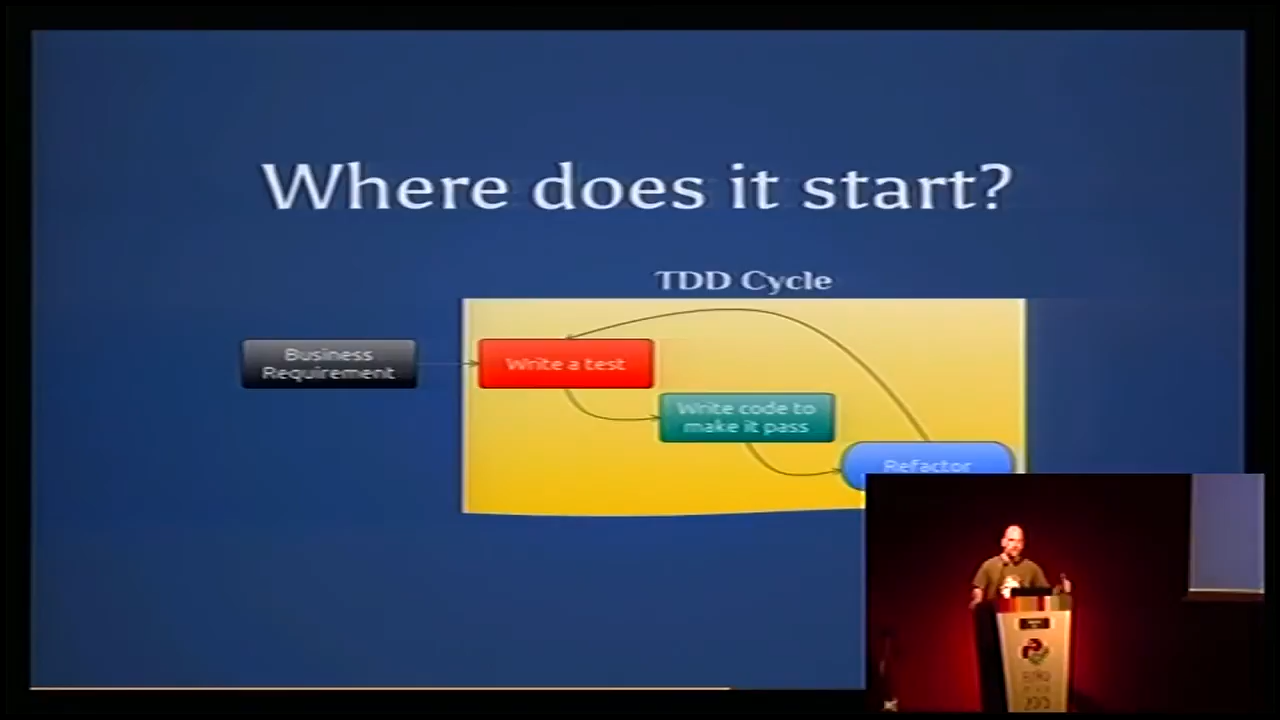 Where does it start?
TDD Cycle
Business
Requirement
Write a test
Write code to
make it pass
Refactor